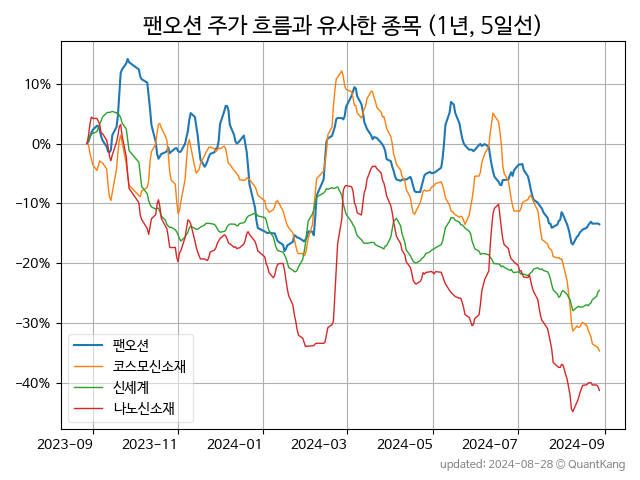 팬오션 주가 흐름과 유사한 종목 (1년, 5일선)
10%
0%
−10%
−20%
−30%
−40%
팬오션
코스모신소재
신세계
나노신소재
2023-09 2023-11 2024-01 2024-03 2024-05 2024-07 2024-09
updated: 2024-08-28 © QuantKang